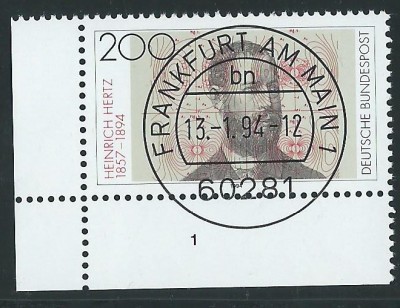 200
HEINRICH HERTZ
1857–1894
DEUTSCHE BUNDESPOST
FRANKFURT AM MAIN 1
bn
13.-1.94-12
60281
1